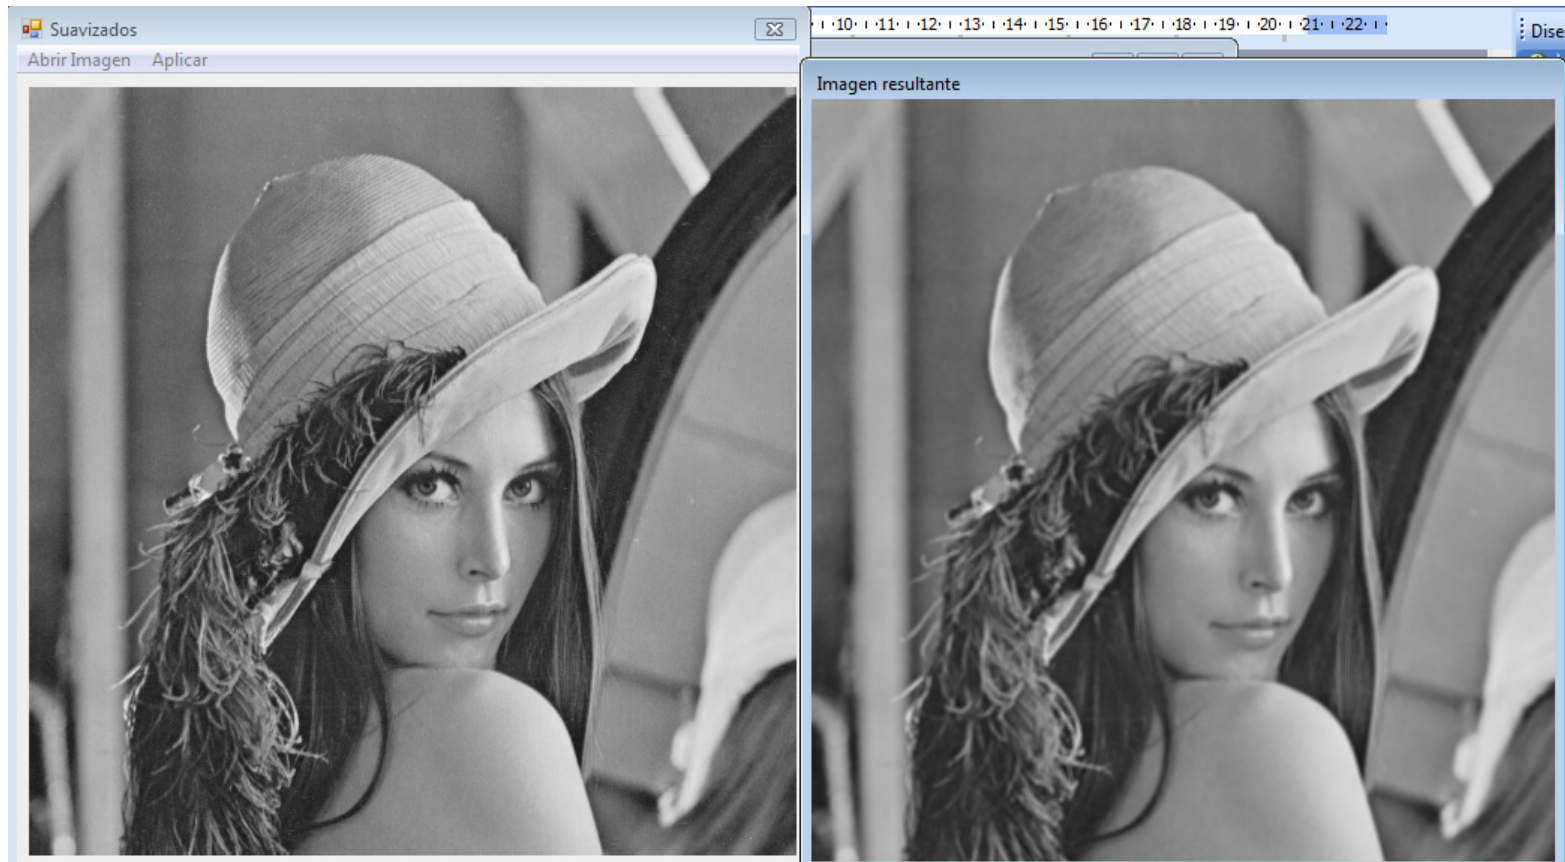 Suavizados
Abrir Imagen Aplicar
10 11 12 13 14 15 16 17 18 19 20 21 22
Dise
Imagen resultante